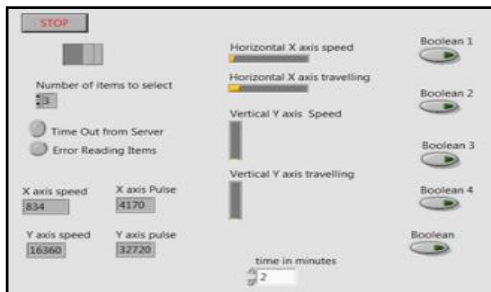 STOP
Number of items to select
3
Time Out from Server
Error Reading Items
X axis speed
X axis Pulse
834
4170
Y axis speed
Y axis pulse
16360
32720
Horizontal X axis speed
Horizontal X axis travelling
Vertical Y axis Speed
Vertical Y axis travelling
time in minutes
2
Boolean 1
Boolean 2
Boolean 3
Boolean 4
Boolean